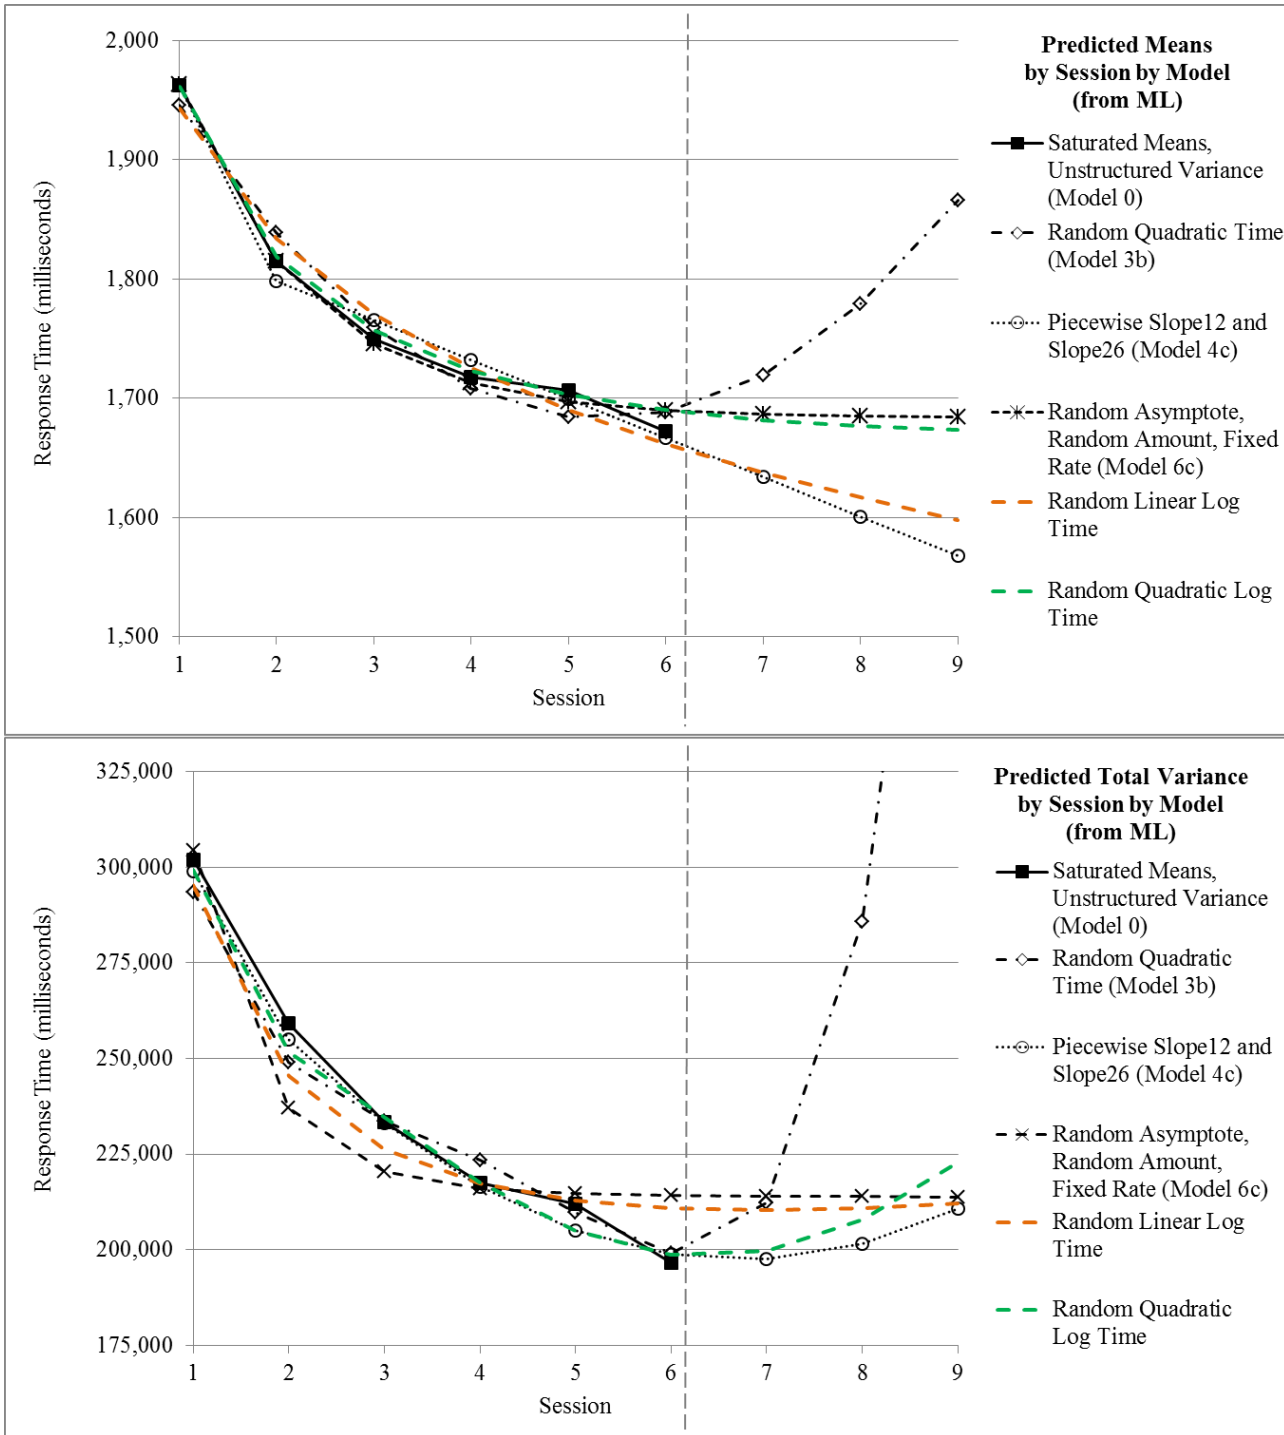 Predicted Means
by Session by Model
(from ML)
2,000
1,900
1,800
1,700
1,600
1,500
Response Time (milliseconds)
1 2 3 4 5 6 7 8 9
Session
Saturated Means,
Unstructured Variance
(Model 0)
Random Quadratic Time
(Model 3b)
Piecewise Slope12 and
Slope26 (Model 4c)
Random Asymptote,
Random Amount, Fixed
Rate (Model 6c)
Random Linear Log
Time
Random Quadratic Log
Time
Predicted Total Variance
by Session by Model
(from ML)
325,000
300,000
275,000
250,000
225,000
200,000
175,000
Response Time (milliseconds)
1 2 3 4 5 6 7 8 9
Session
Saturated Means,
Unstructured Variance
(Model 0)
Random Quadratic
Time (Model 3b)
Piecewise Slope12 and
Slope26 (Model 4c)
Random Asymptote,
Random Amount,
Fixed Rate (Model 6c)
Random Linear Log
Time
Random Quadratic
Log Time